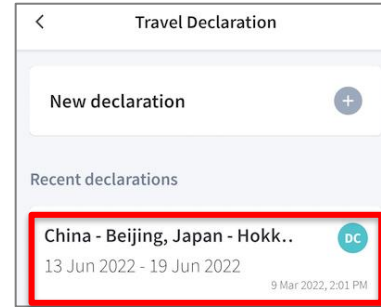 Travel Declaration
New declaration
Recent declarations
China - Beijing, Japan - Hokk..
DC
13 Jun 2022 - 19 Jun 2022
9 Mar 2022, 2:01 PM